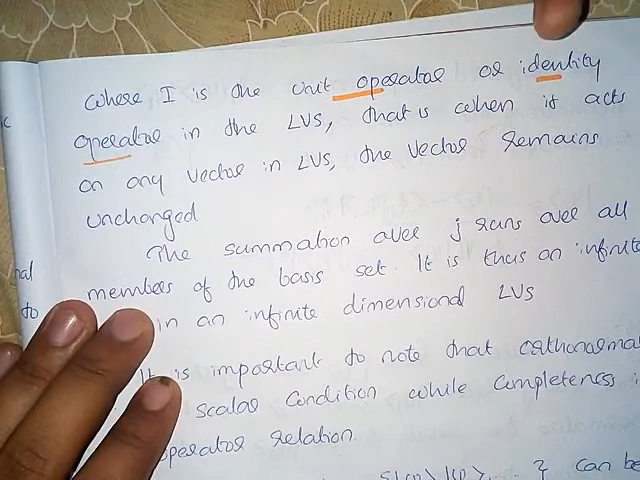 where I is the unit operator or identity
operator in the LVS, that is when it acts
on any vector in LVS, the vector remains
unchanged
The summation over j runs over all
members of the basis set. It is thus an infinite
in an infinite dimensional LVS
It is important to note that orthonorma
scalar condition while completeness i
operator relation.
can be